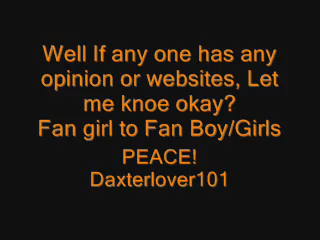 Well If any one has any
opinion or websites, Let
me knoe okay?
Fan girl to Fan Boy/Girls
PEACE!
Daxterlover101